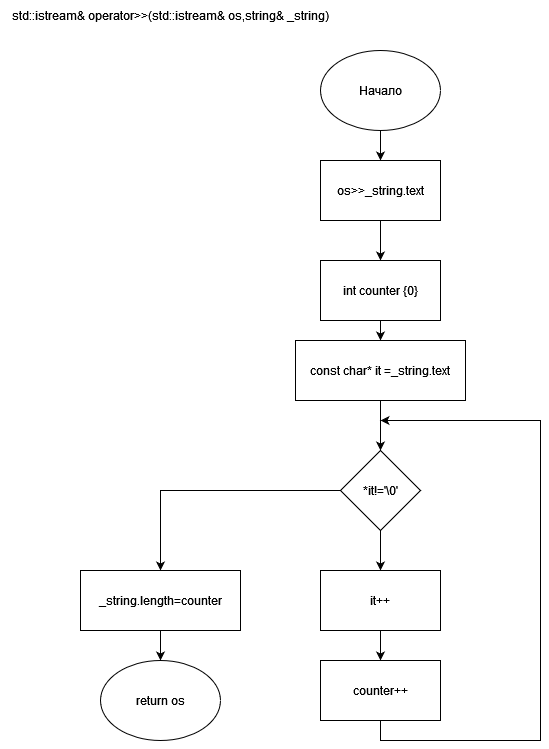 std::istream& operator>>(std::istream& os,string& _string)
Начало
os>>_string.text
int counter {0}
const char* it =_string.text
*it!='\0'
_string.length=counter
it++
return os
counter++